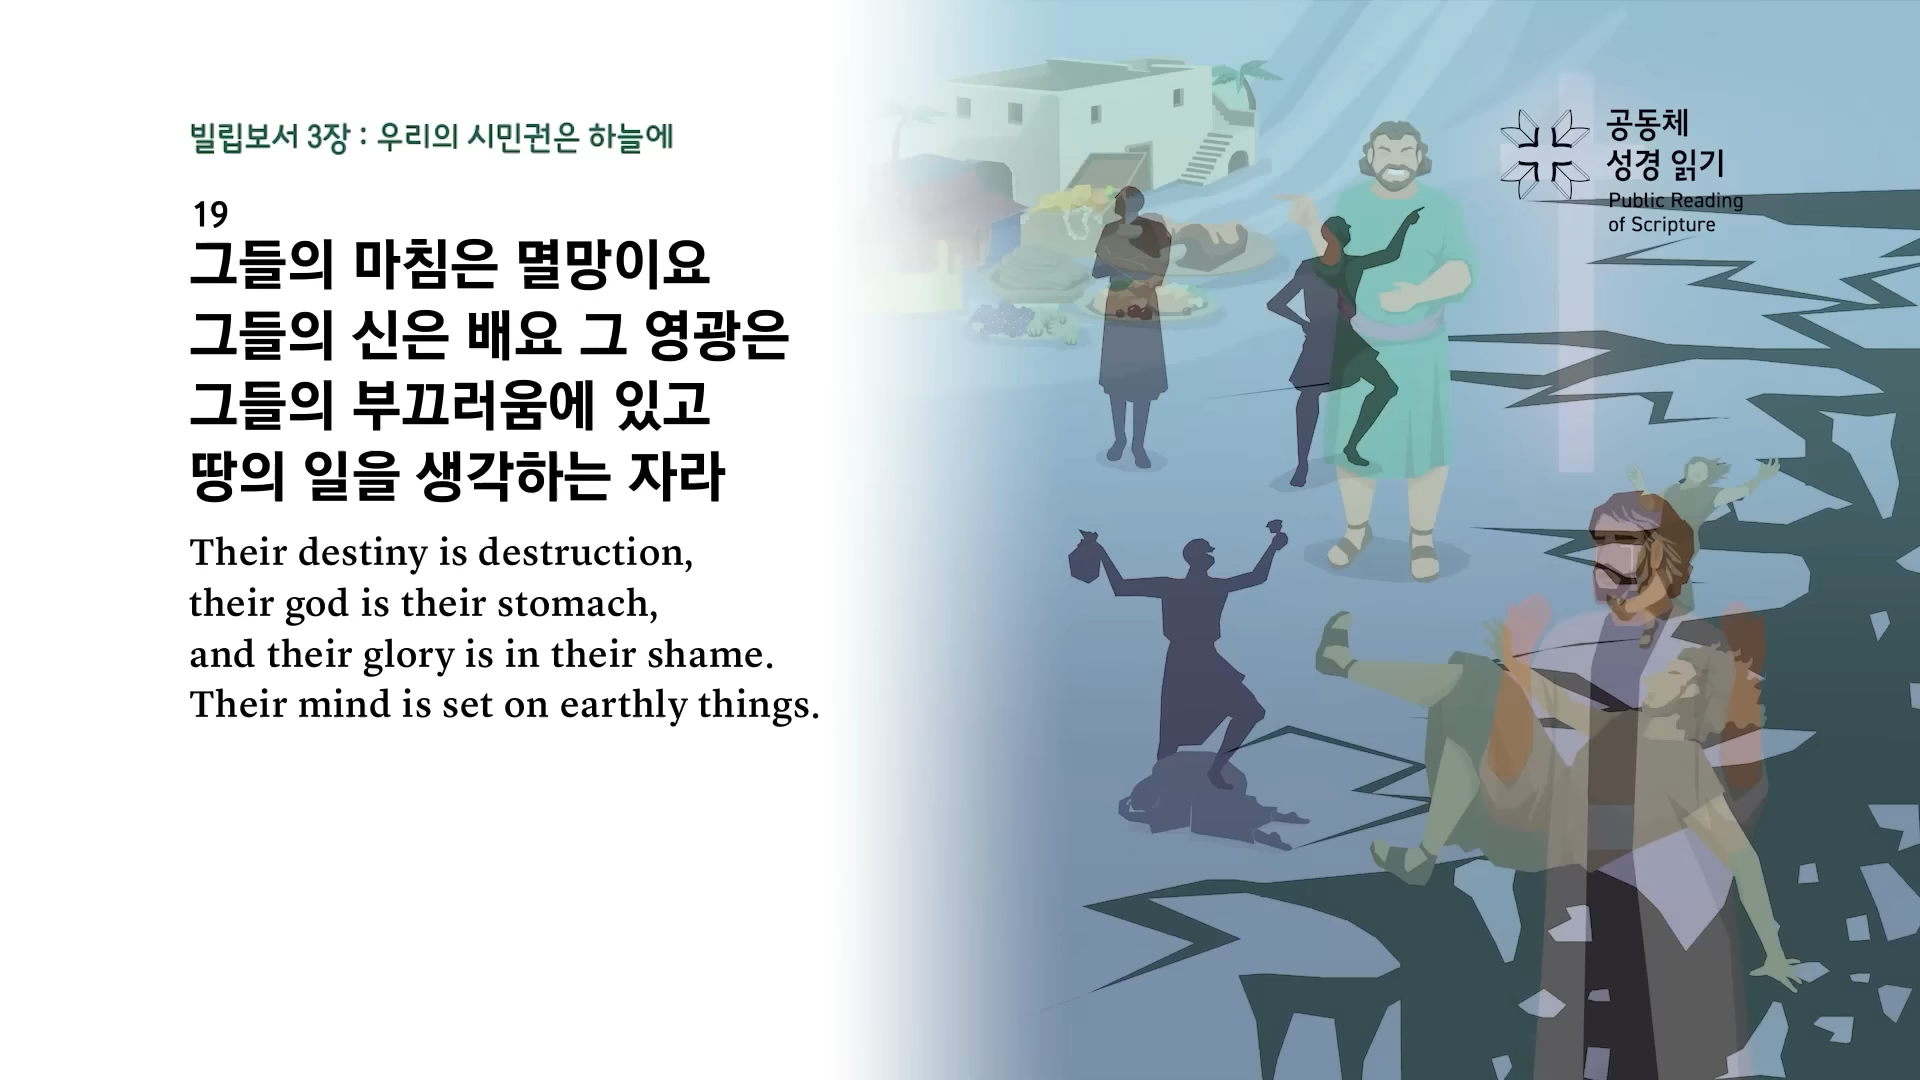 빌립보서 3장 : 우리의 시민권은 하늘에
19
그들의 마침은 멸망이요
그들의 신은 배요 그 영광은
그들의 부끄러움에 있고
땅의 일을 생각하는 자라
Their destiny is destruction,
their god is their stomach,
and their glory is in their shame.
Their mind is set on earthly things.
공동체
성경 읽기
Public Reading
of Scripture